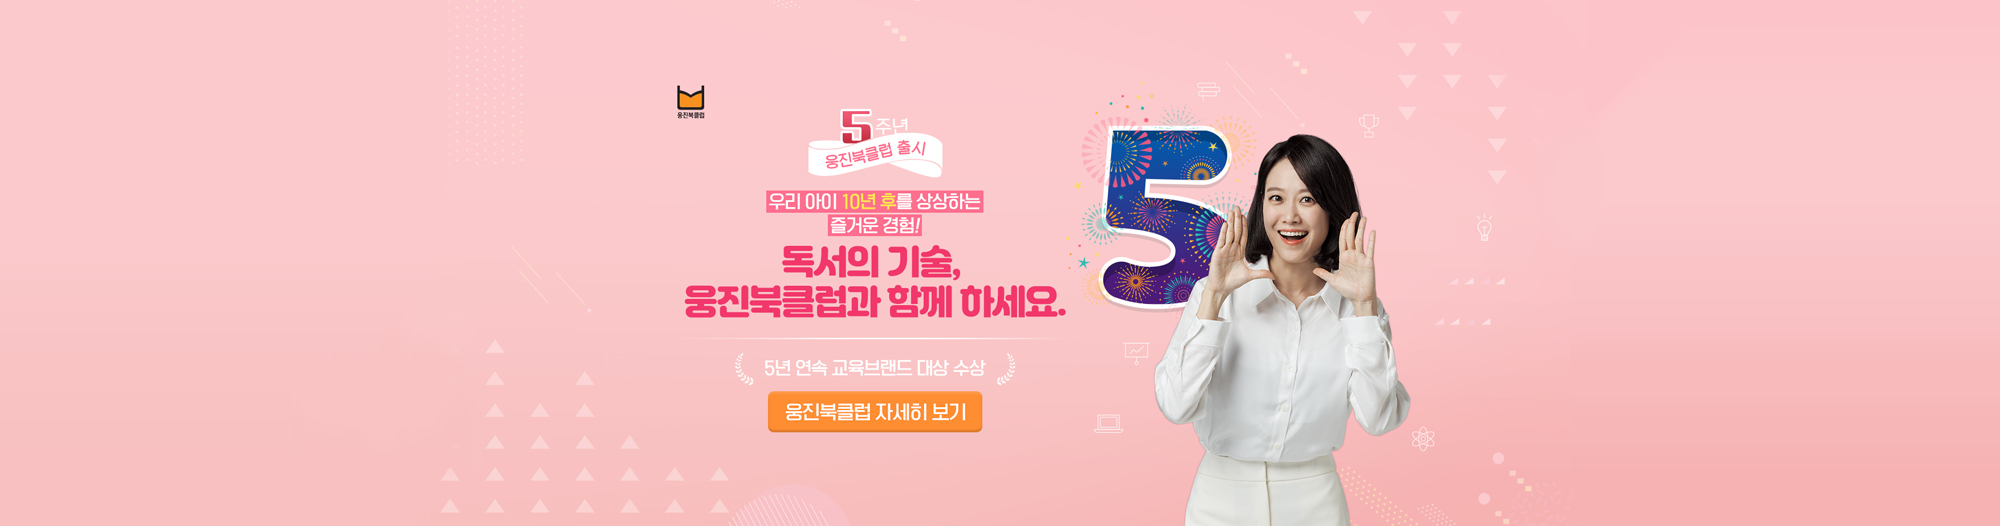 웅진북클럽
5주년
웅진북클럽 출시
우리 아이 10년 후를 상상하는
즐거운 경험!
독서의 기술,
웅진북클럽과 함께 하세요.
5년 연속 교육브랜드 대상 수상
웅진북클럽 자세히 보기
5